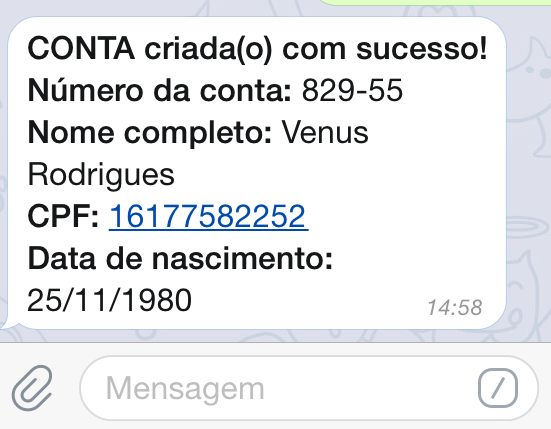 CONTA criada(o) com sucesso!
Número da conta: 829-55
Nome completo: Venus
Rodrigues
CPF: 16177582252
Data de nascimento:
25/11/1980
14:58
Mensagem